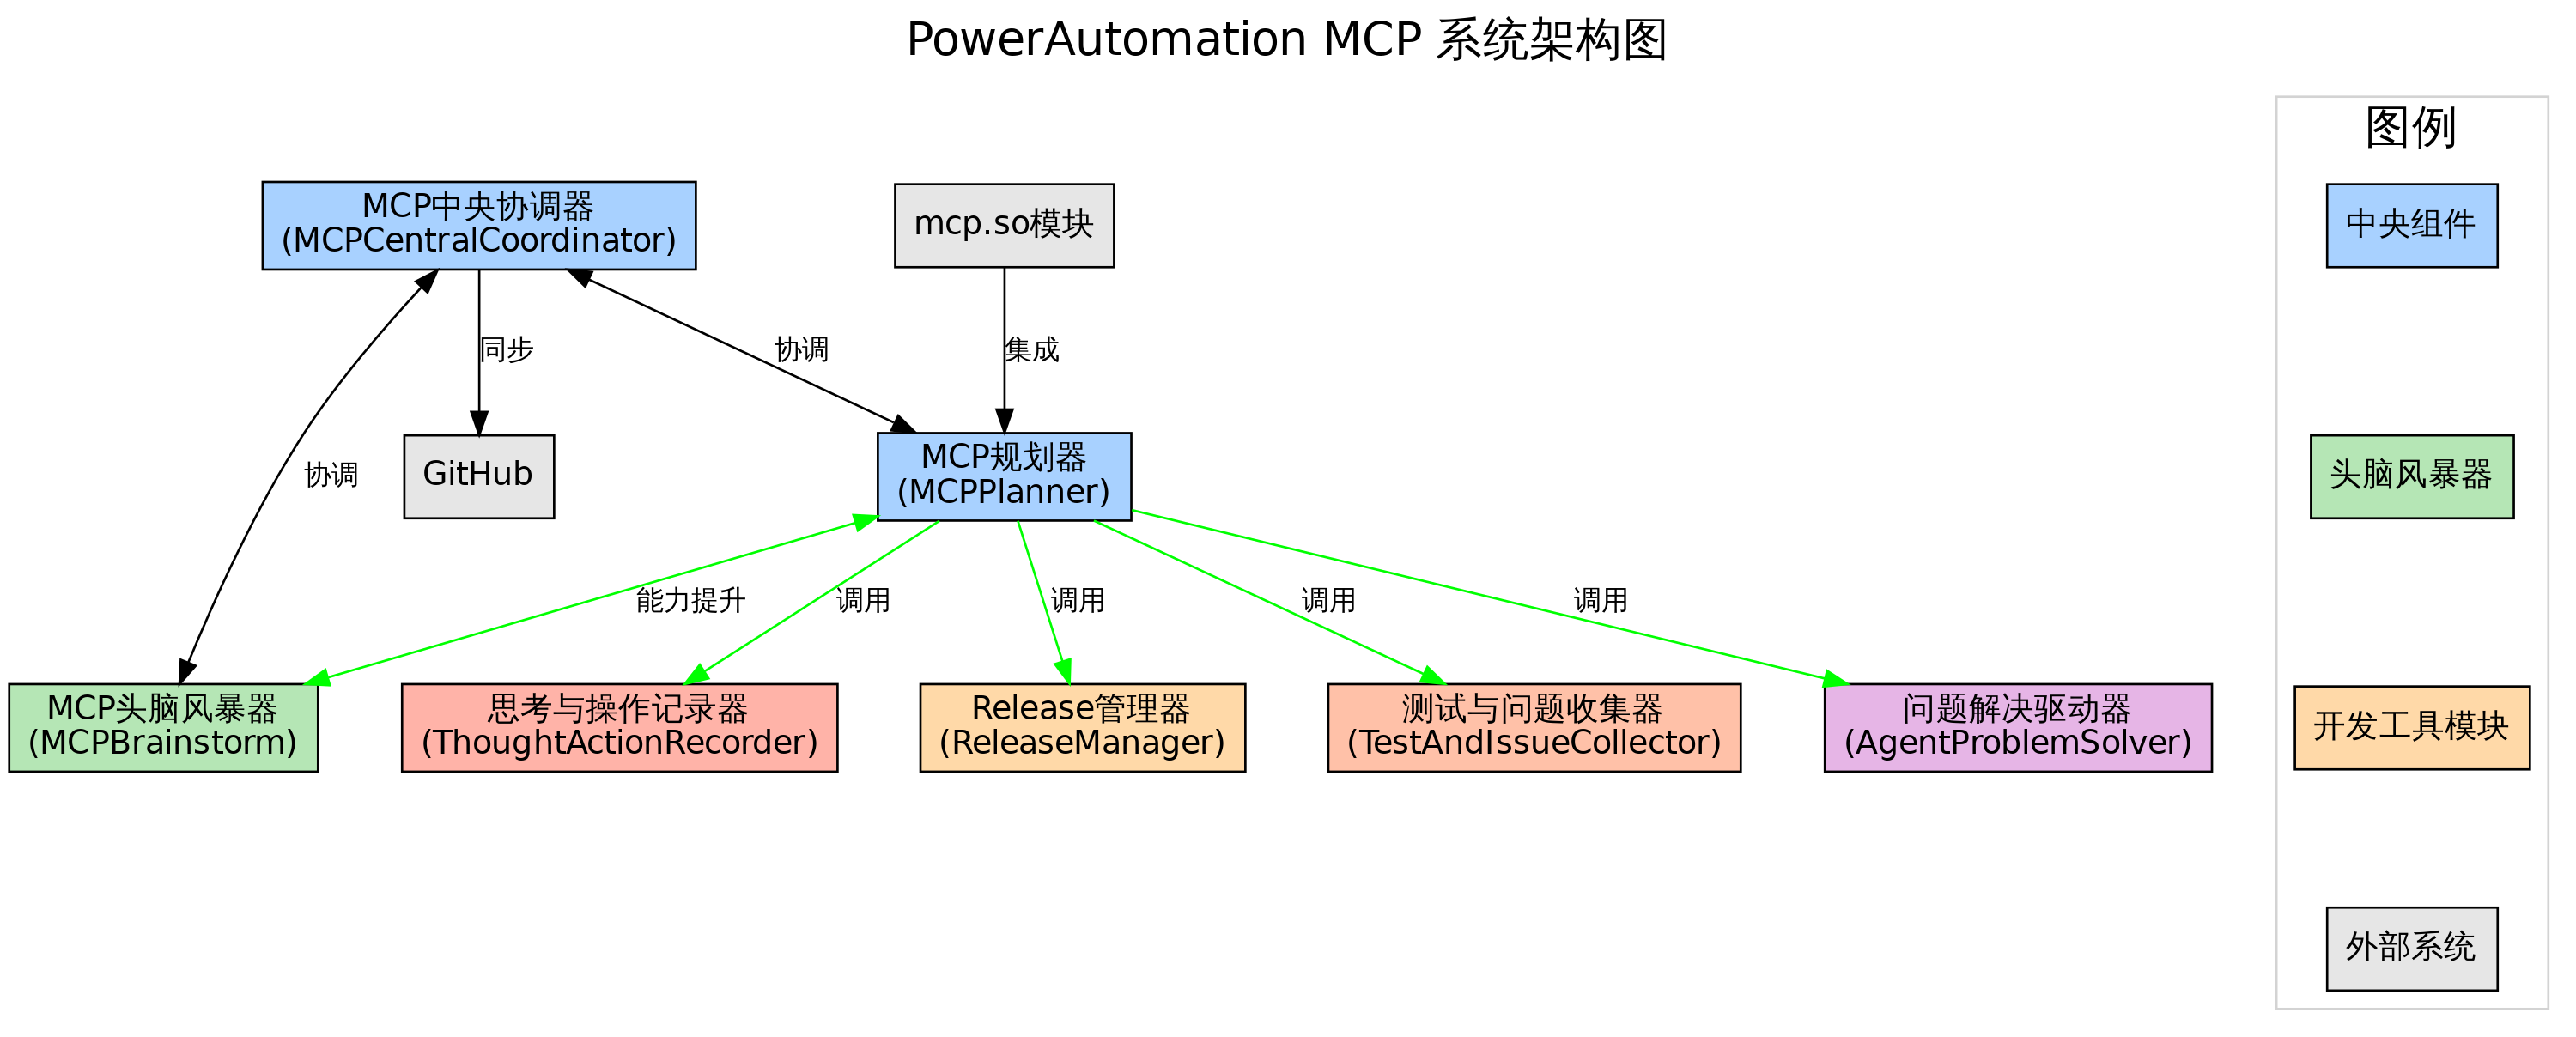 PowerAutomation MCP 系统架构图
图例
MCP中央协调器
(MCPCentralCoordinator)
mcp.so模块
中央组件
同步
协调
集成
协调
GitHub
MCP规划器
(MCPPlanner)
头脑风暴器
能力提升
调用
调用
调用
调用
MCP头脑风暴器
(MCPBrainstorm)
思考与操作记录器
(ThoughtActionRecorder)
Release管理器
(ReleaseManager)
测试与问题收集器
(TestAndIssueCollector)
问题解决驱动器
(AgentProblemSolver)
开发工具模块
外部系统